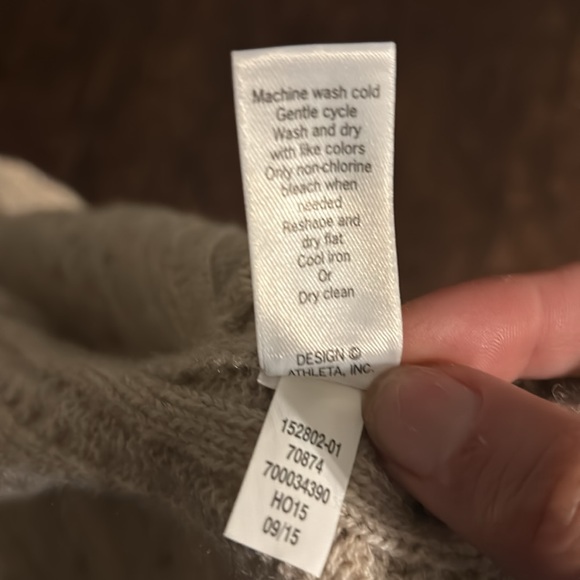 Machine wash cold
Gentle cycle
Wash and dry
with like colors
Only non-chlorine
bleach when
needed
Reshape and
dry flat
Cool iron
Or
Dry clean
DESIGN ©
ATHLETA, INC.
152802-01
70874
700034390
HO15
09/15